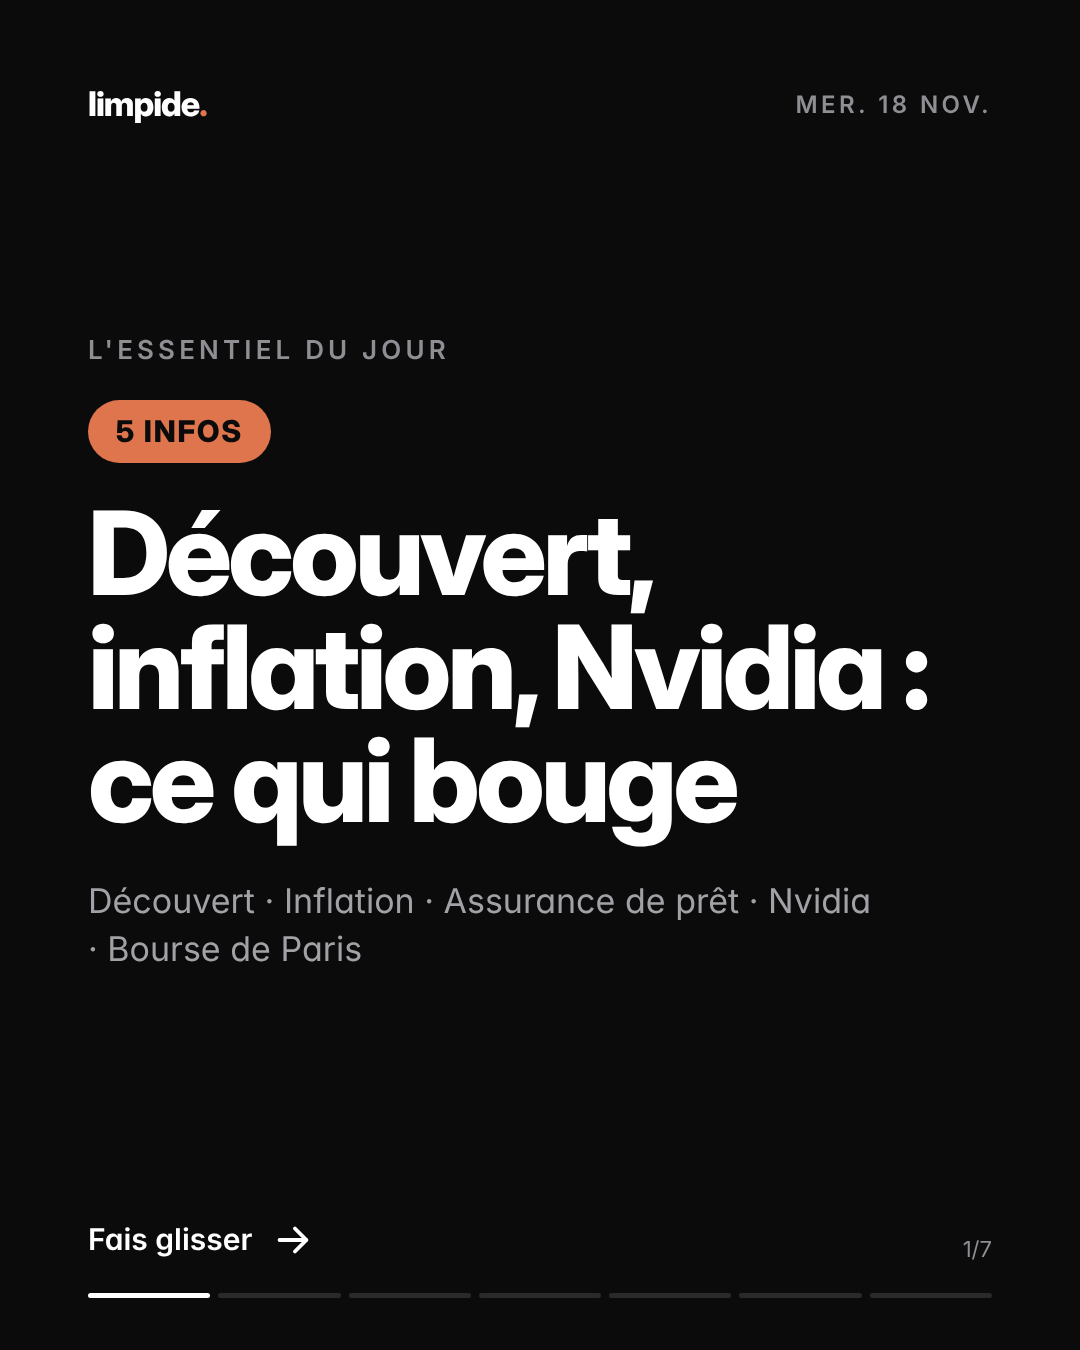 limpide.
MER. 18 NOV.
L'ESSENTIEL DU JOUR
5 INFOS
Découvert,
inflation, Nvidia :
ce qui bouge
Découvert · Inflation · Assurance de prêt · Nvidia
· Bourse de Paris
Fais glisser →
1/7